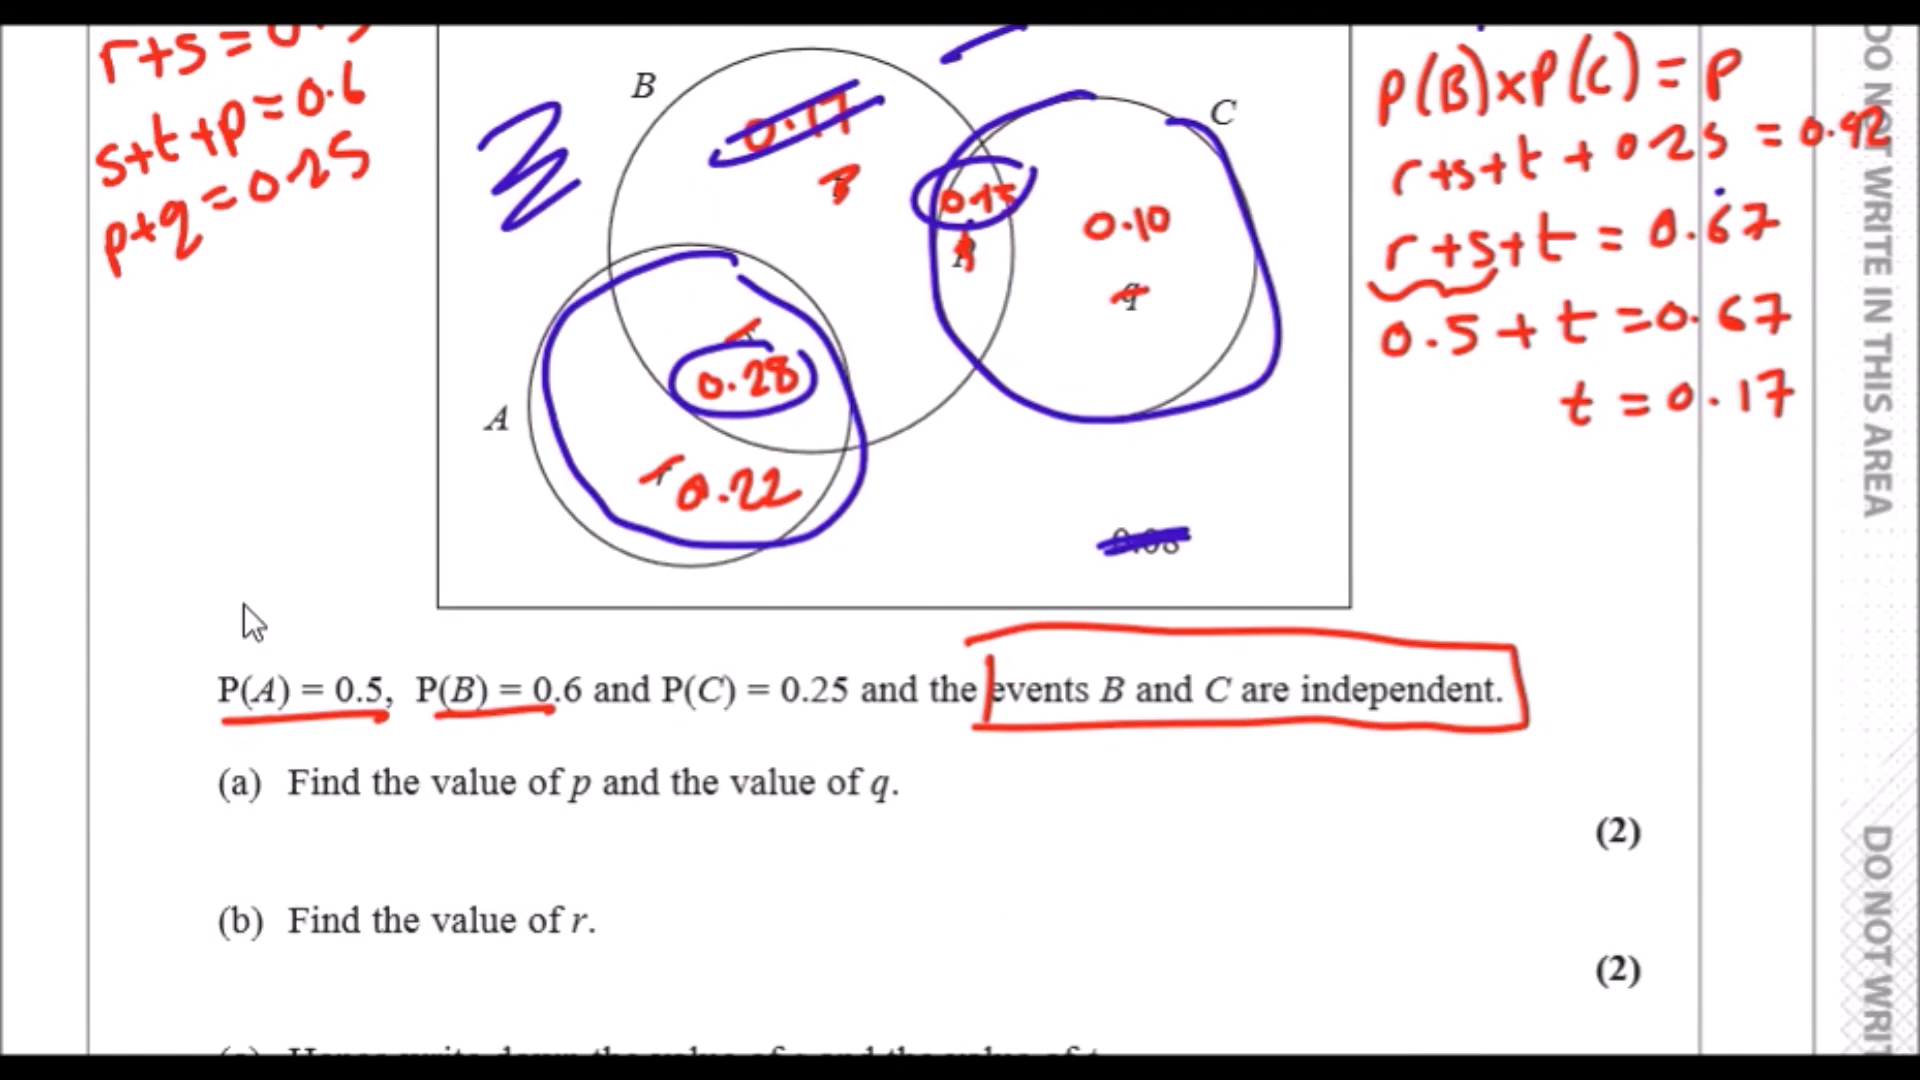 s+t+p=0.6
p+q=0.25
B
0.17
C
0.15
0.10
q
A
0.28
r 0.22
P(B)×P(C)=P
r+s+t+0.25=0.92
r+s+t=0.67
0.5+t=0.67
t=0.17
P(A) = 0.5, P(B) = 0.6 and P(C) = 0.25 and the events B and C are independent.
(a) Find the value of p and the value of q.
(2)
(b) Find the value of r.
(2)
DO NOT WRITE IN THIS AREA
DO NOT WRI